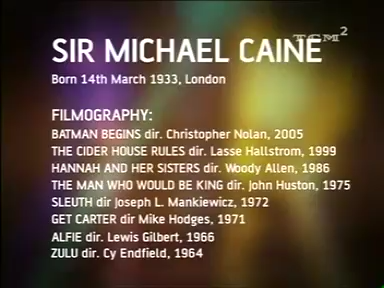 TCM2
SIR MICHAEL CAINE
Born 14th March 1933, London
FILMOGRAPHY:
BATMAN BEGINS dir. Christopher Nolan, 2005
THE CIDER HOUSE RULES dir. Lasse Hallstrom, 1999
HANNAH AND HER SISTERS dir. Woody Allen, 1986
THE MAN WHO WOULD BE KING dir. John Huston, 1975
SLEUTH dir Joseph L. Mankiewicz, 1972
GET CARTER dir Mike Hodges, 1971
ALFIE dir. Lewis Gilbert, 1966
ZULU dir. Cy Endfield, 1964